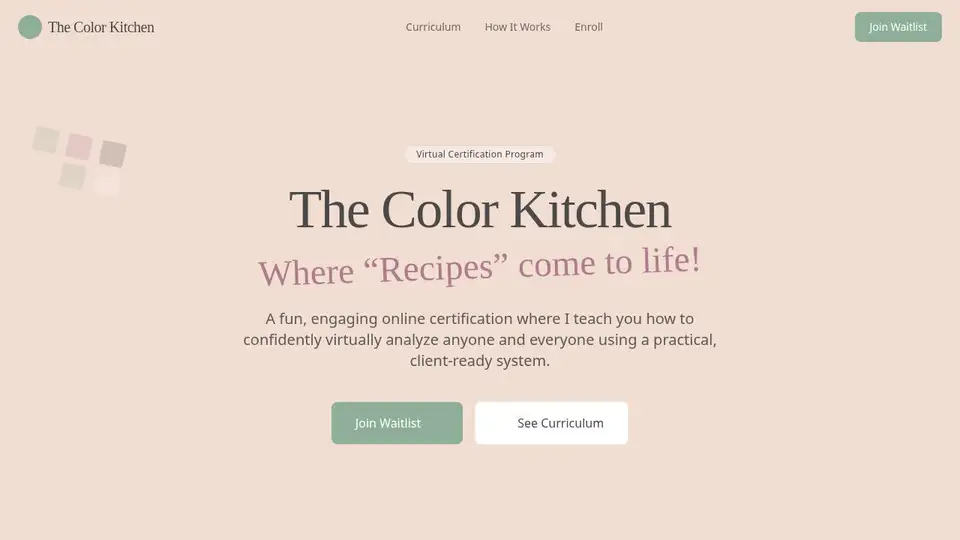 The Color Kitchen
Curriculum
How It Works
Enroll
Join Waitlist
Virtual Certification Program
The Color Kitchen
Where “Recipes” come to life!
A fun, engaging online certification where I teach you how to
confidently virtually analyze anyone and everyone using a practical,
client-ready system.
Join Waitlist
See Curriculum